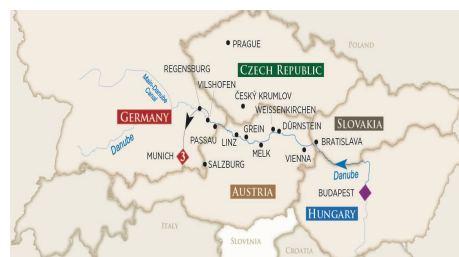 PRAGUE
POLAND
REGENSBURG
VILSHOFEN
CZECH REPUBLIC
Main-Danube
Canal
ČESKÝ KRUMLOV
WEISSENKIRCHEN
GERMANY
GREIN
DÜRNSTEIN
SLOVAKIA
Danube
PASSAU
LINZ
MELK
BRATISLAVA
MUNICH
3
VIENNA
SALZBURG
Danube
AUSTRIA
BUDAPEST
HUNGARY
ITALY
SLOVENIA
CROATIA